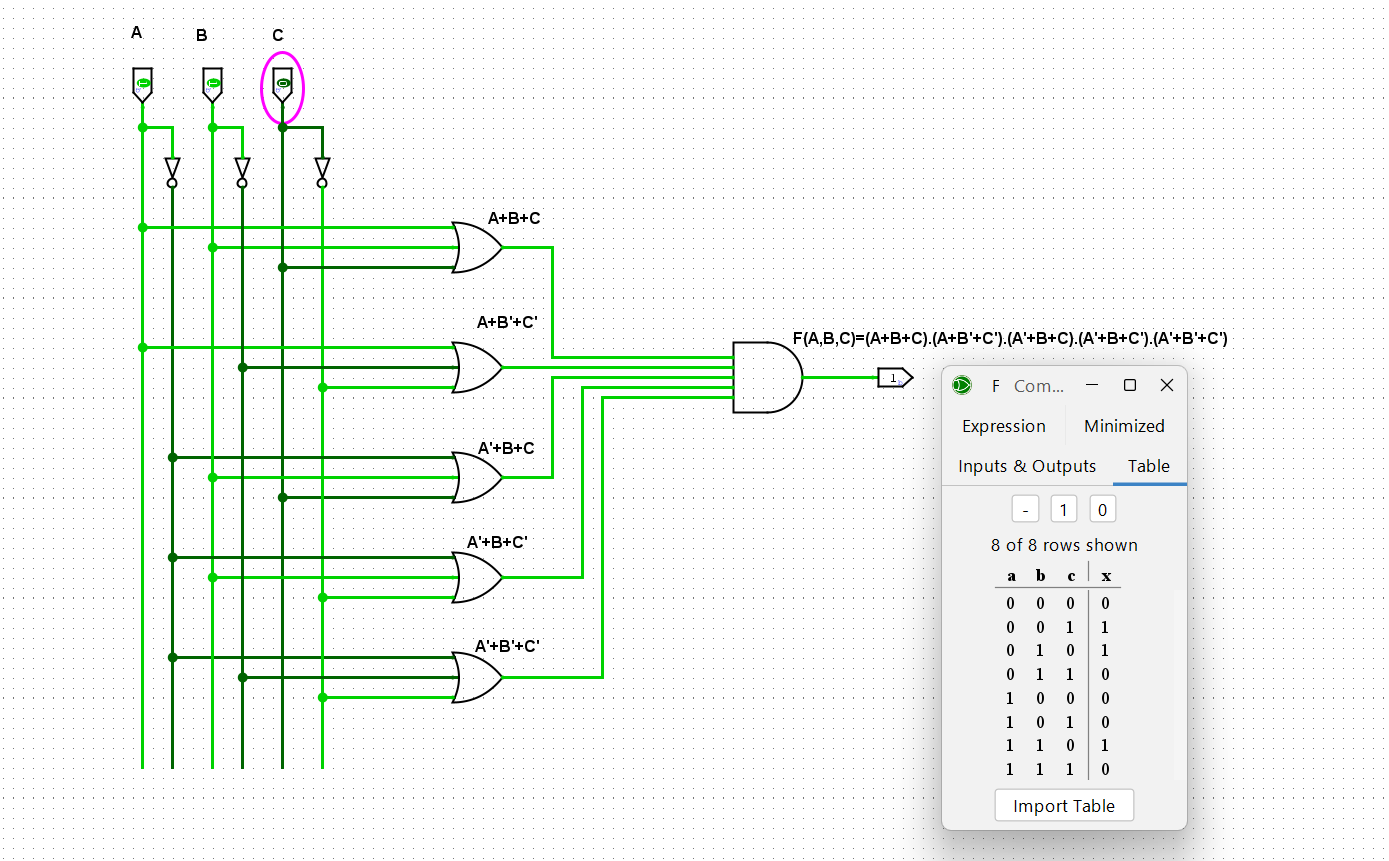 A B C
A+B+C
A+B'+C'
F(A,B,C)=(A+B+C).(A+B'+C').(A'+B+C).(A'+B+C').(A'+B'+C')
1
A'+B+C
A'+B+C'
A'+B'+C'
F Com...
Expression Minimized
Inputs & Outputs Table
- 1 0
8 of 8 rows shown
a b c x
0 0 0 0
0 0 1 1
0 1 0 1
0 1 1 0
1 0 0 0
1 0 1 0
1 1 0 1
1 1 1 0
Import Table